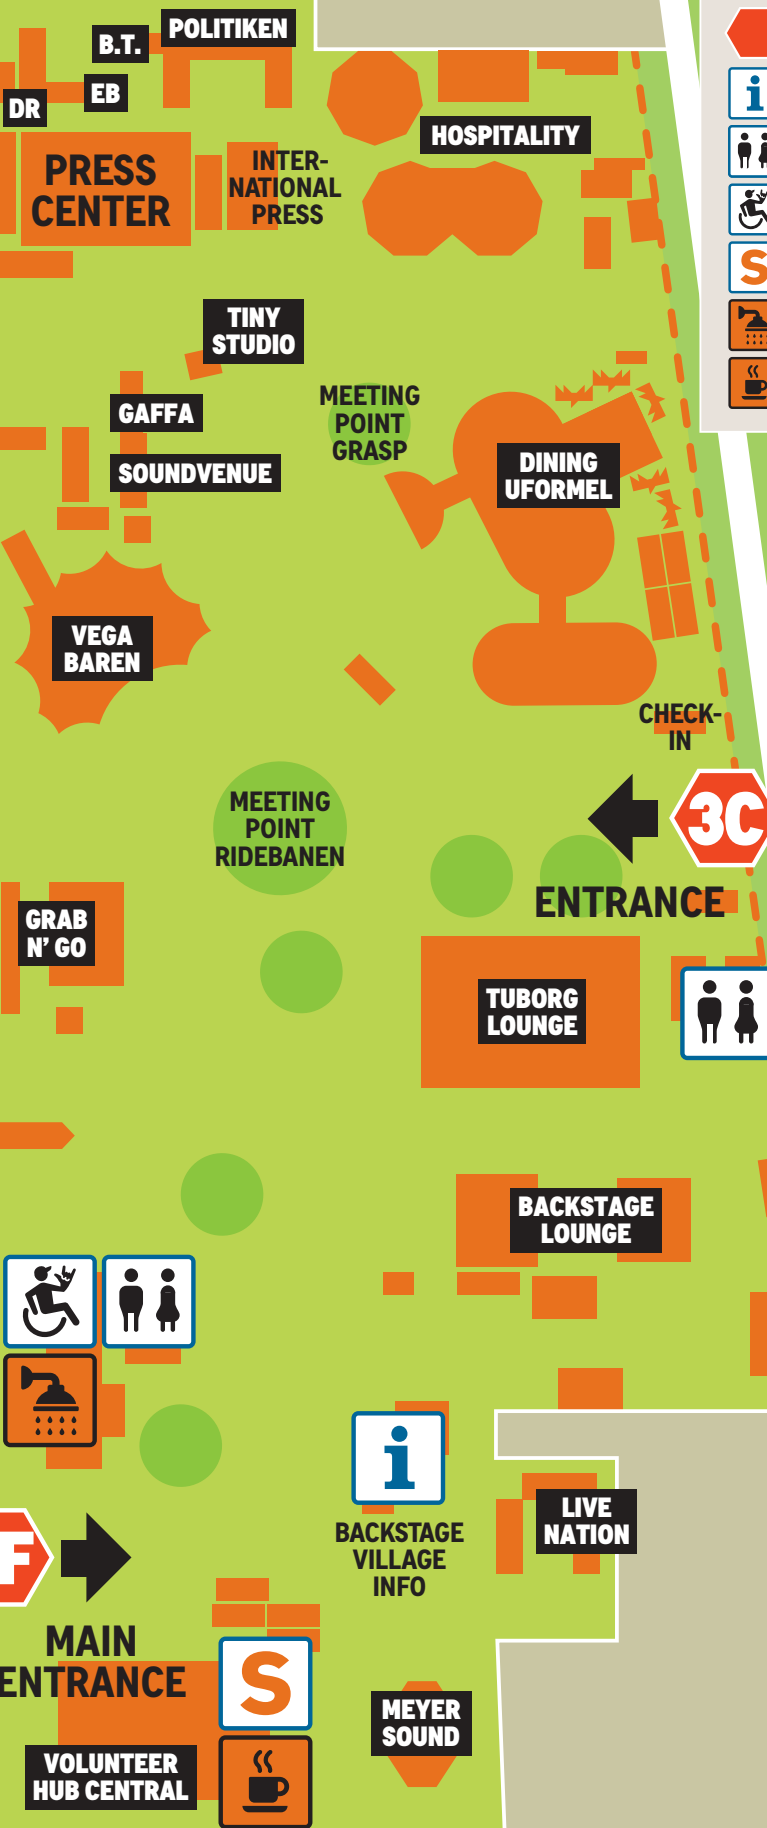 POLITIKEN
B.T.
EB
DR
HOSPITALITY
PRESS
CENTER
INTER-
NATIONAL
PRESS
i
S
TINY
STUDIO
GAFFA
MEETING
POINT
GRASP
SOUNDVENUE
DINING
UFORMEL
VEGA
BAREN
CHECK-
IN
MEETING
POINT
RIDEBANEN
3C
ENTRANCE
GRAB
N' GO
TUBORG
LOUNGE
BACKSTAGE
LOUNGE
i
BACKSTAGE
VILLAGE
INFO
LIVE
NATION
F
MAIN
ENTRANCE
S
MEYER
SOUND
VOLUNTEER
HUB CENTRAL